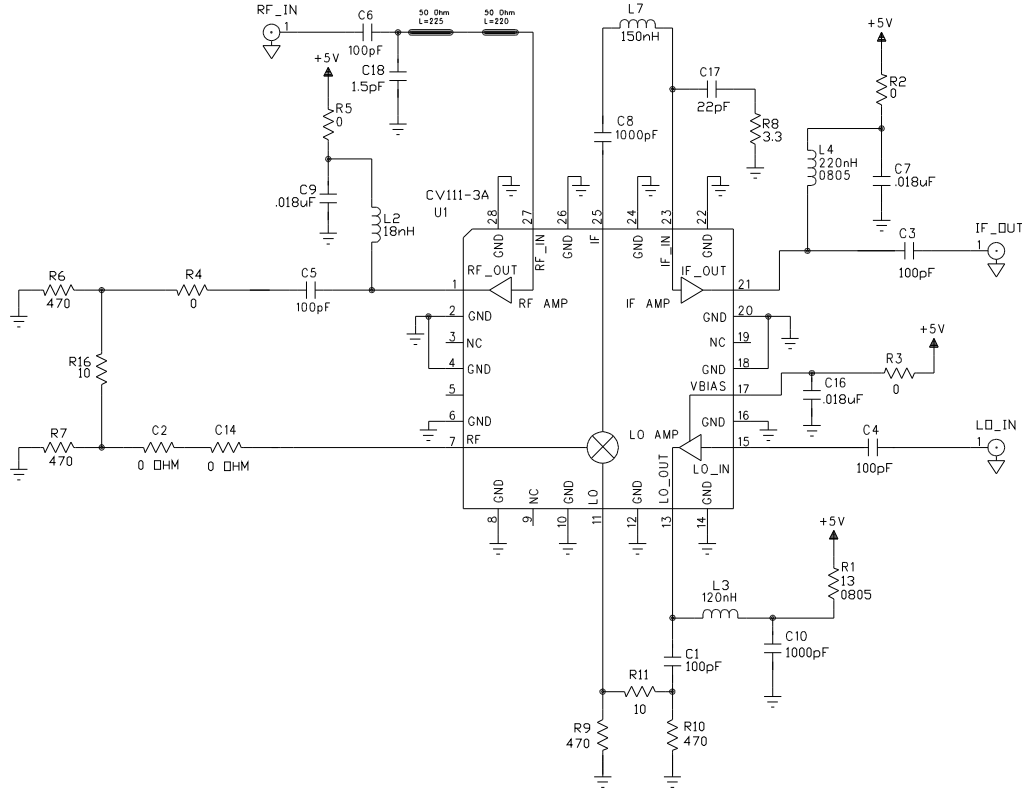 RF_IN
1
C6
100pF
50 Ohm
L=225
50 Ohm
L=220
C18
1.5pF
+5V
R5
0
C9
.018uF
L2
18nH
L7
150nH
C17
22pF
R8
3.3
C8
1000pF
+5V
R2
0
L4
220nH
0805
C7
.018uF
C3
100pF
IF_OUT
1
CV111-3A
U1
28
27
26
25
24
23
22
GND
RF_IN
GND
IF
GND
IF_IN
GND
R6
470
R4
0
C5
100pF
1
RF_OUT
RF AMP
IF_OUT
IF AMP
21
2
GND
3
NC
4
GND
5
6
GND
7
RF
GND
20
NC
19
GND
18
VBIAS
17
GND
16
LO AMP
LO_IN
15
R16
10
R7
470
C2
0 OHM
C14
0 OHM
+5V
R3
0
C16
.018uF
C4
100pF
LO_IN
1
GND
NC
GND
LO
GND
LO_OUT
GND
8
9
10
11
12
13
14
+5V
R1
13
0805
L3
120nH
C10
1000pF
C1
100pF
R11
10
R9
470
R10
470